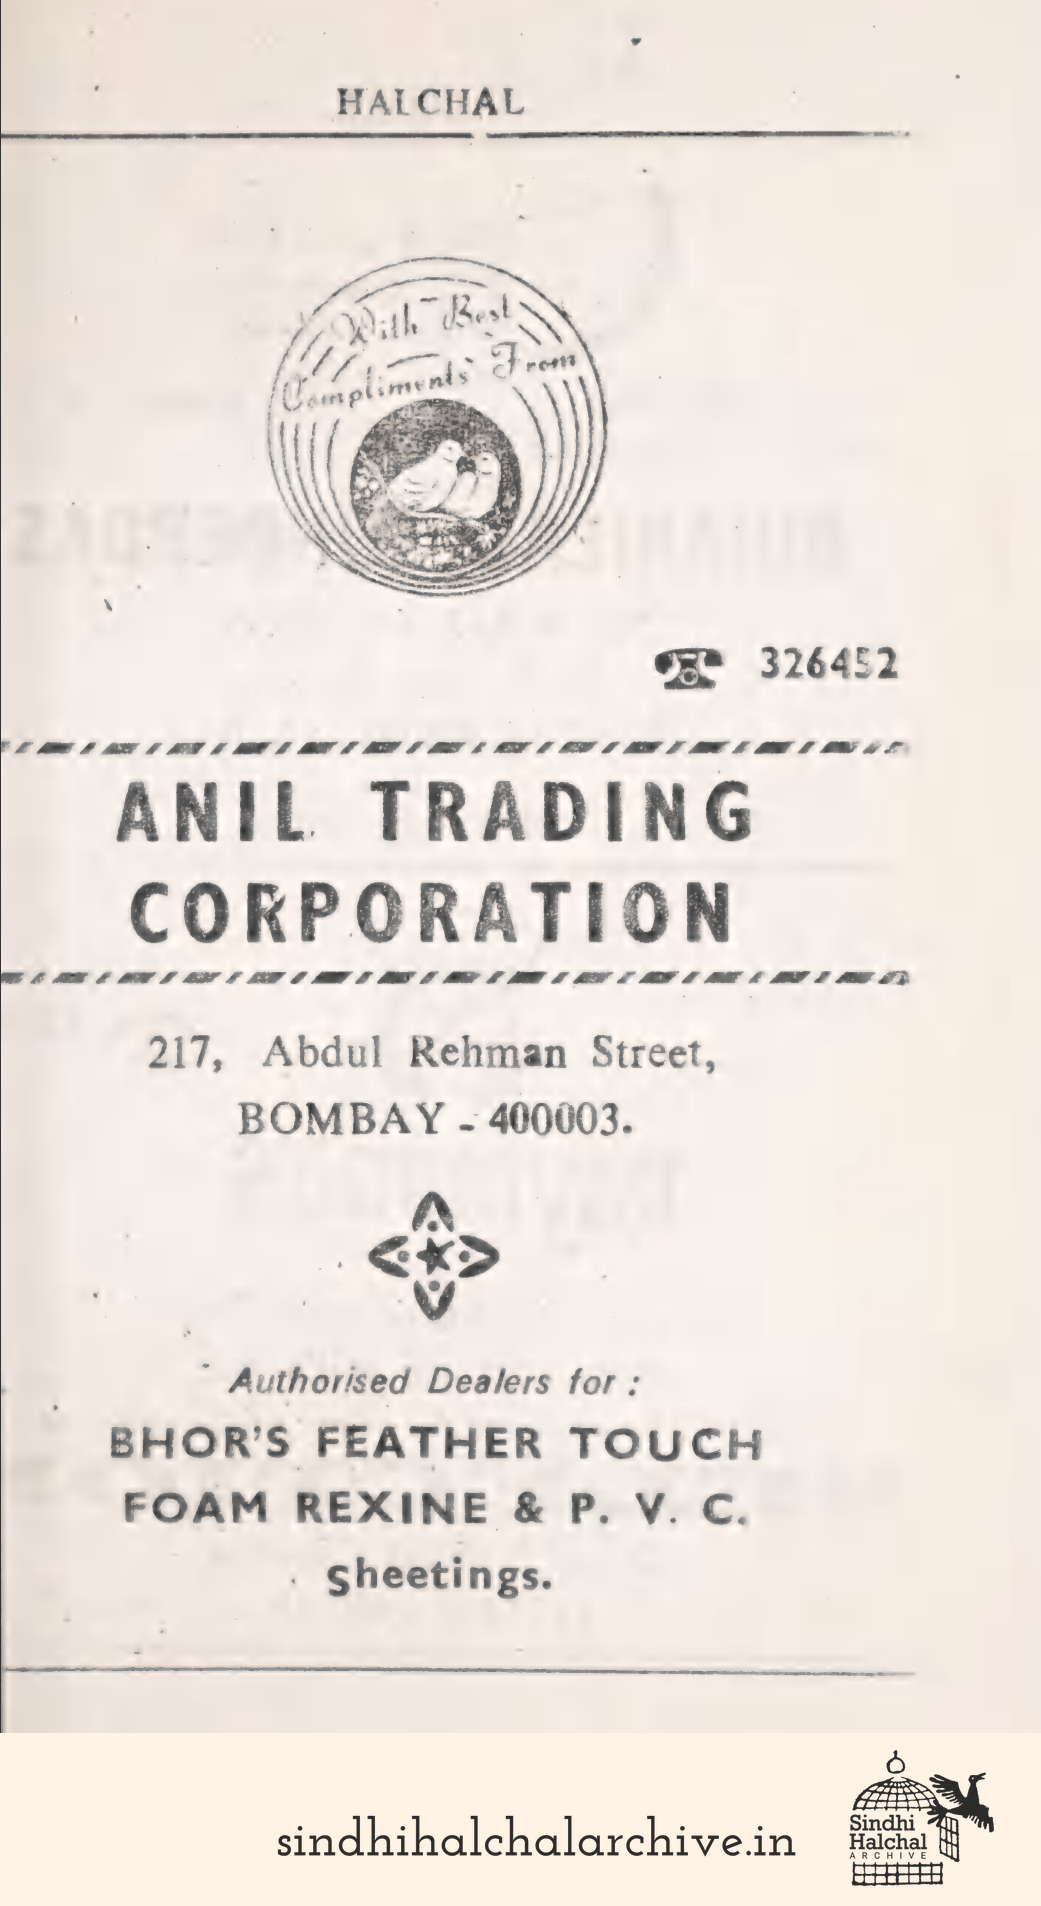 HALCHAL
With Best
Compliments From
326452
ANIL TRADING
CORPORATION
217, Abdul Rehman Street,
BOMBAY - 400003.
Authorised Dealers for :
BHOR'S FEATHER TOUCH
FOAM REXINE & P. V. C.
Sheetings.
sindhihalchalarchive.in
Sindhi
Halchal
ARCHIVE